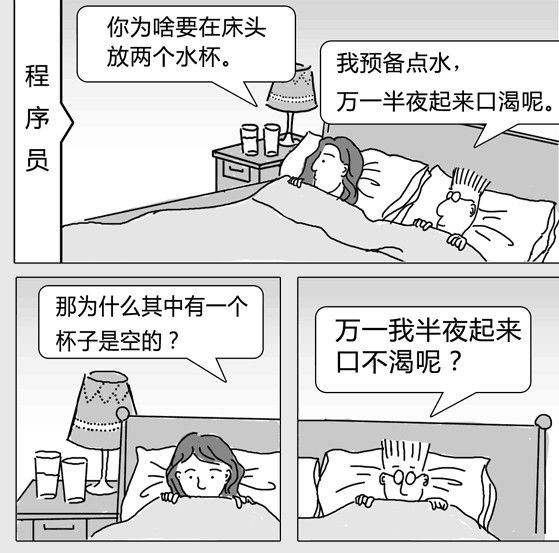 程序员
你为啥要在床头
放两个水杯。
我预备点水，
万一半夜起来口渴呢。
那为什么其中有一个
杯子是空的？
万一我半夜起来
口不渴呢？